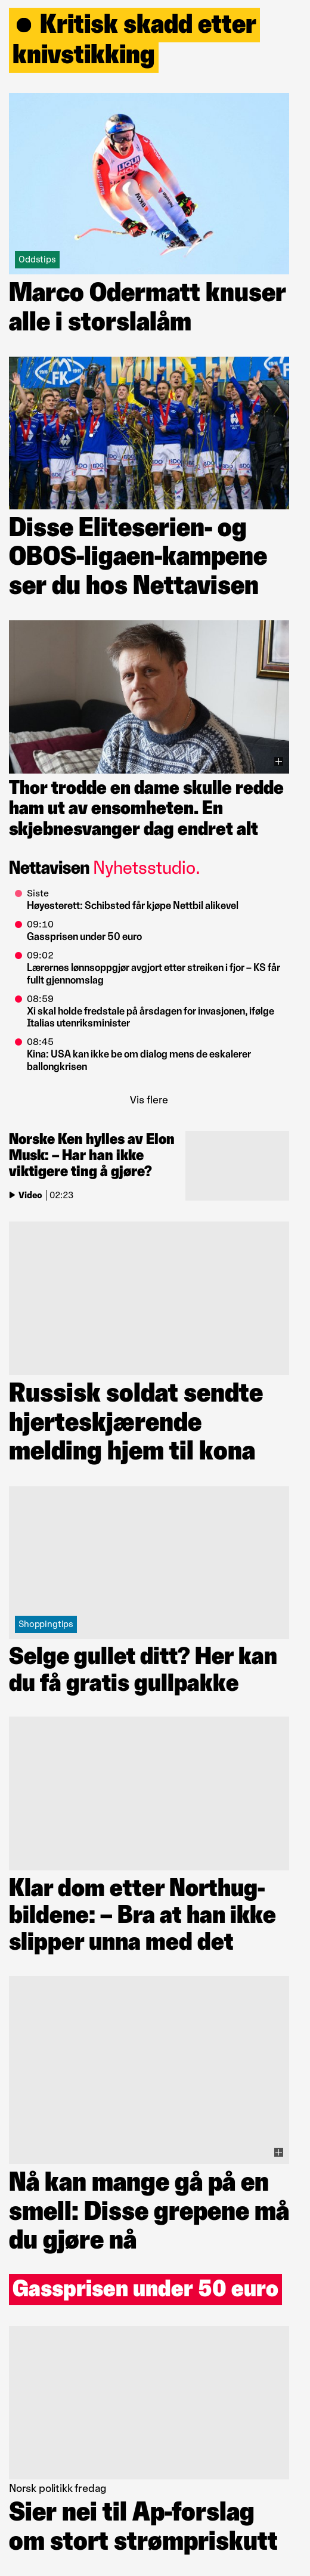 Kritisk skadd etter
knivstikking
Oddstips
Marco Odermatt knuser
alle i storslalåm
Disse Eliteserien- og
OBOS-ligaen-kampene
ser du hos Nettavisen
Thor trodde en dame skulle redde
ham ut av ensomheten. En
skjebnesvanger dag endret alt
Nettavisen Nyhetsstudio.
Siste
Høyesterett: Schibsted får kjøpe Nettbil alikevel
09:10
Gassprisen under 50 euro
09:02
Lærernes lønnsoppgjør avgjort etter streiken i fjor – KS får
fullt gjennomslag
08:59
Xi skal holde fredstale på årsdagen for invasjonen, ifølge
Italias utenriksminister
08:45
Kina: USA kan ikke be om dialog mens de eskalerer
ballongkrisen
Vis flere
Norske Ken hylles av Elon
Musk: – Har han ikke
viktigere ting å gjøre?
Video | 02:23
Russisk soldat sendte
hjerteskjærende
melding hjem til kona
Shoppingtips
Selge gullet ditt? Her kan
du få gratis gullpakke
Klar dom etter Northug-
bildene: – Bra at han ikke
slipper unna med det
Nå kan mange gå på en
smell: Disse grepene må
du gjøre nå
Gassprisen under 50 euro
Norsk politikk fredag
Sier nei til Ap-forslag
om stort strømpriskutt